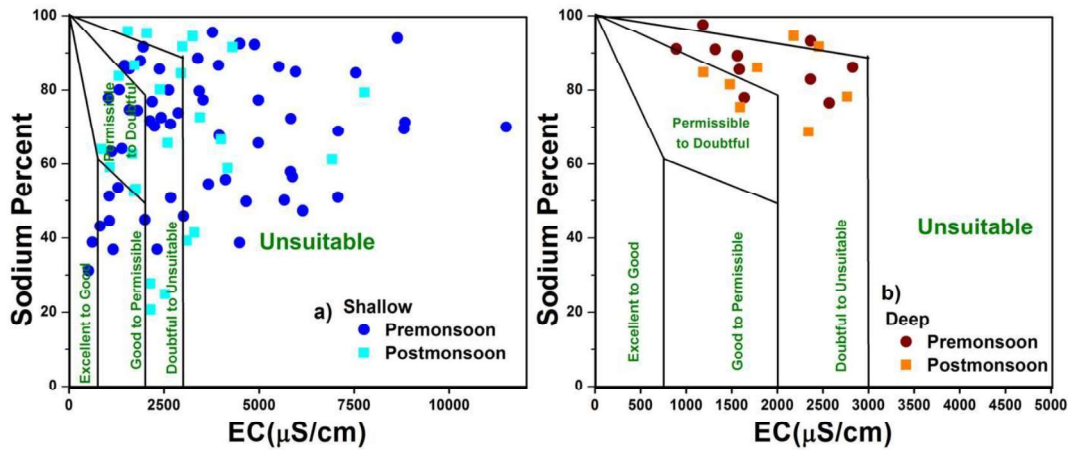 Sodium Percent
100
80
60
40
20
0
0
2500
5000
7500
10000
EC(μS/cm)
Excellent to Good
Permissible
to Doubtful
Good to Permissible
Doubtful to Unsuitable
Unsuitable
a) Shallow
Premonsoon
Postmonsoon
Sodium Percent
100
80
60
40
20
0
0
500
1000
1500
2000
2500
3000
3500
4000
4500
5000
EC(μS/cm)
Excellent to Good
Permissible
to Doubtful
Good to Permissible
Doubtful to Unsuitable
Unsuitable
b)
Deep
Premonsoon
Postmonsoon